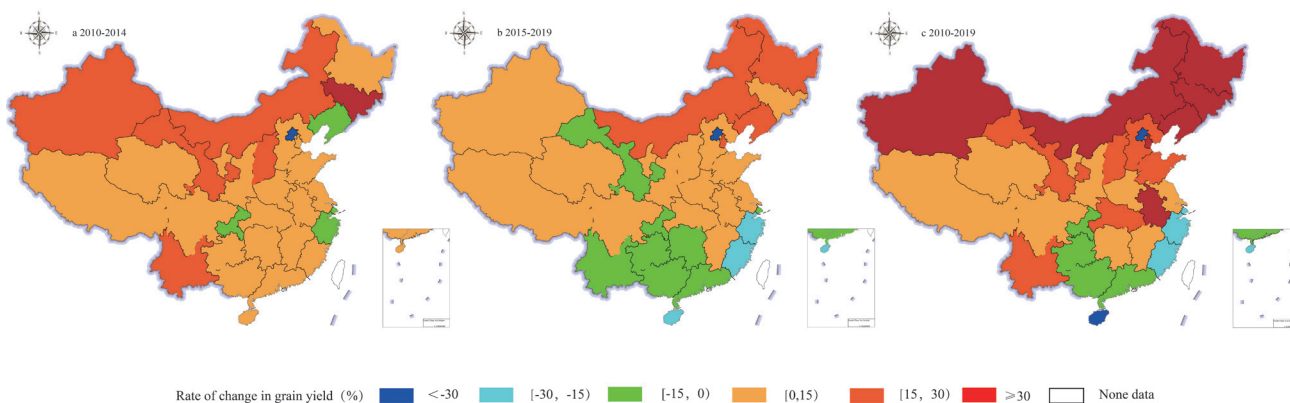 a 2010-2014
b 2015-2019
c 2010-2019
Rate of change in grain yield (%) <-30 [-30, -15) [-15, 0) [0,15) [15, 30) ≥30 None data